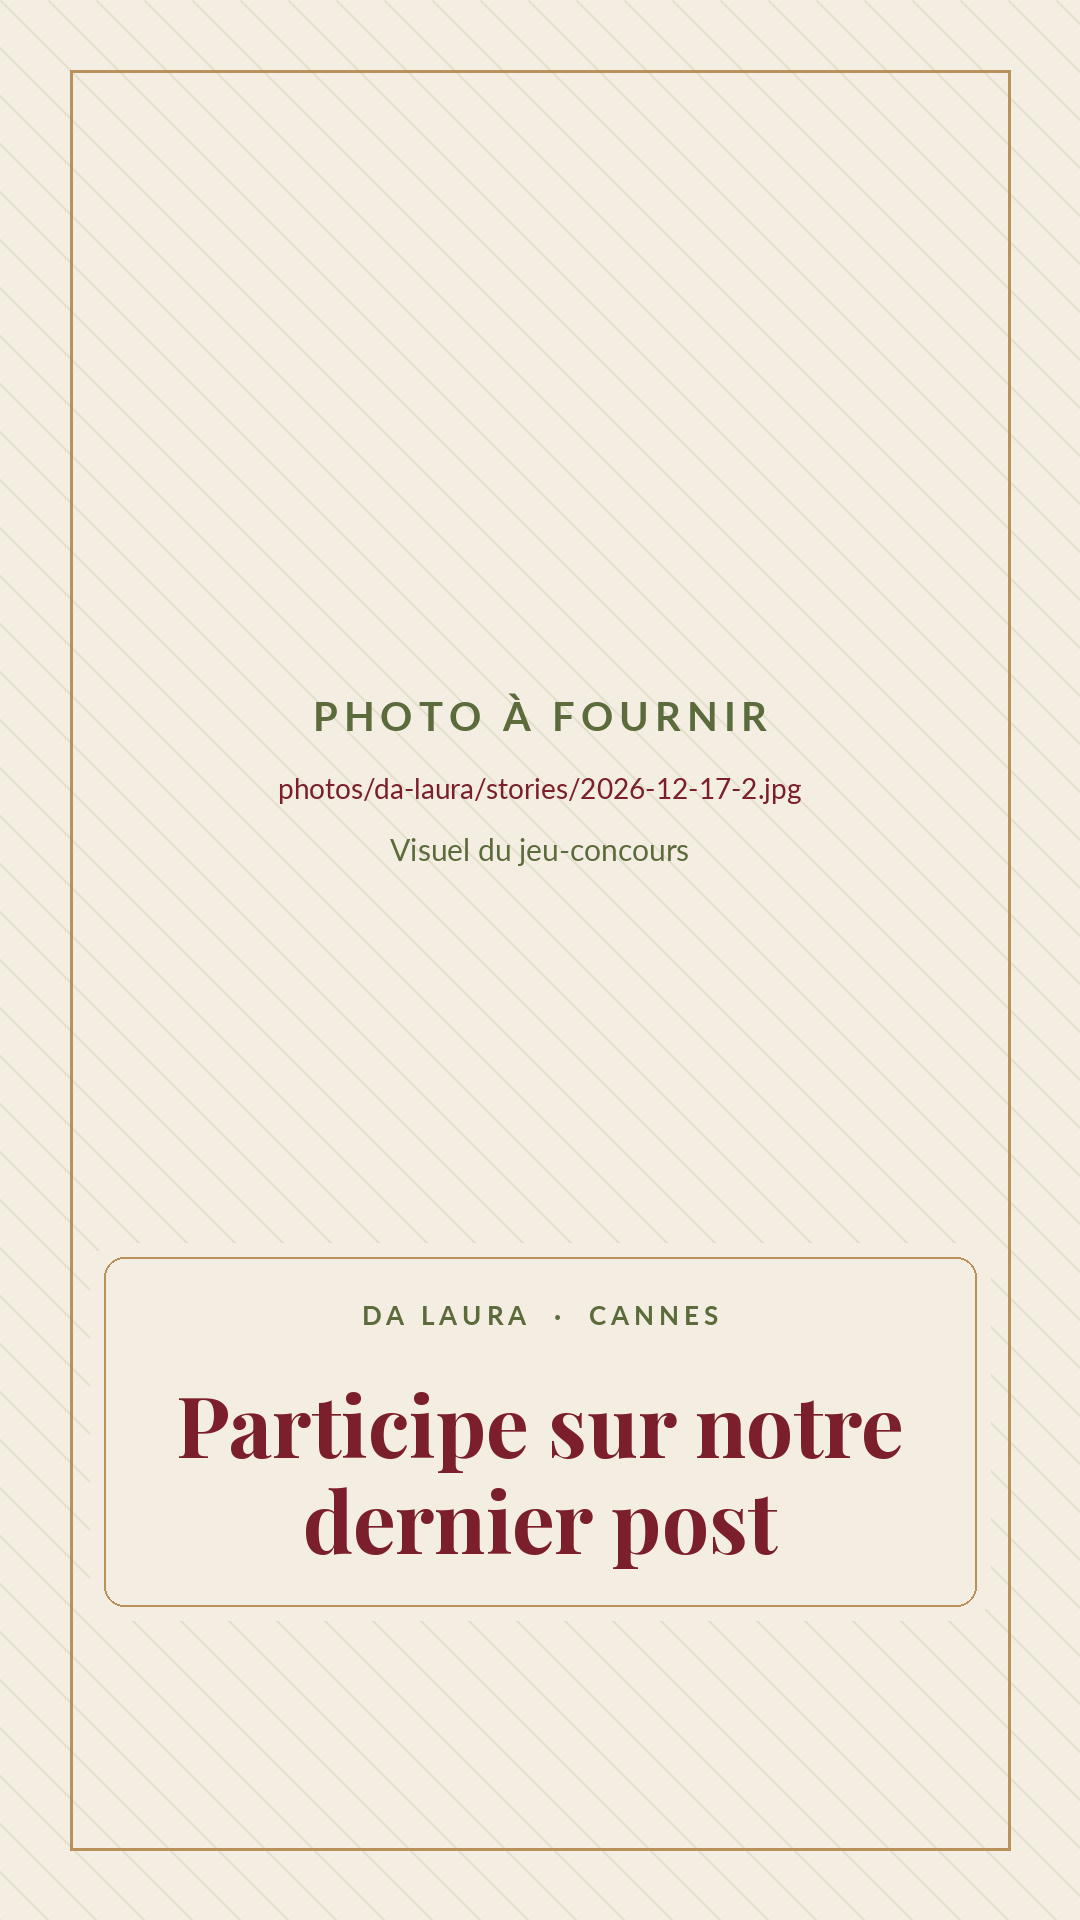 PHOTO À FOURNIR
photos/da-laura/stories/2026-12-17-2.jpg
Visuel du jeu-concours
DA LAURA · CANNES
Participe sur notre
dernier post